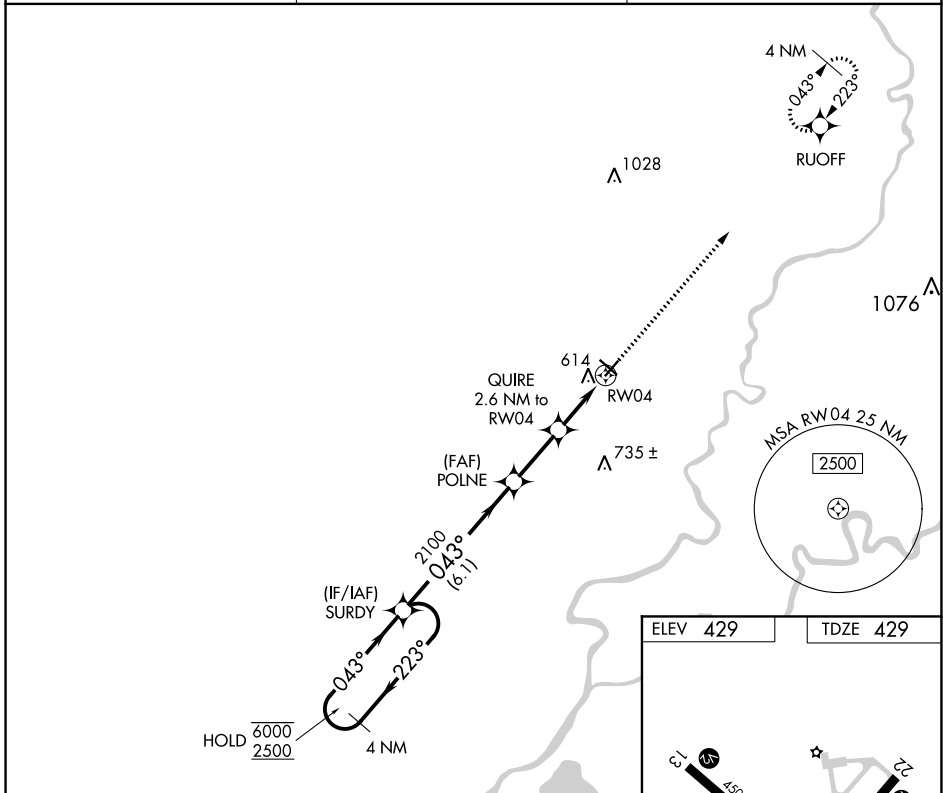 4 NM
043°
223°
RUOFF
1028
1076
614
QUIRE
2.6 NM to
RW04
RW04
MSA RW04 25 NM
2500
(FAF)
POLNE
735 ±
2100
043°
(6.1)
(IF/IAF)
SURDY
043°
223°
HOLD 6000
2500
4 NM
ELEV 429
TDZE 429
13
V2
450
22